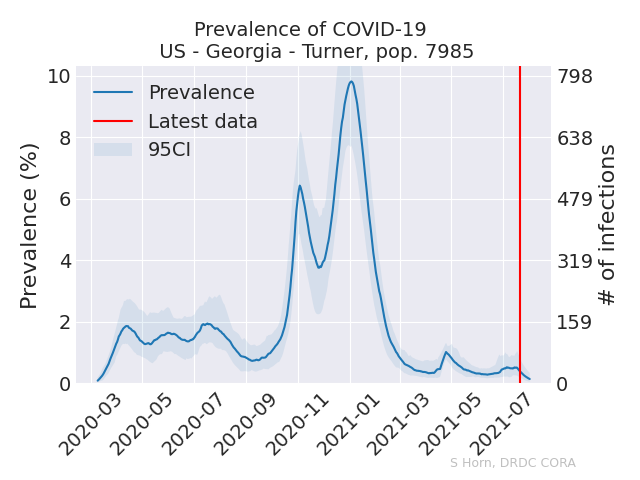 Prevalence of COVID-19
US - Georgia - Turner, pop. 7985
Prevalence (%)
10
8
6
4
2
0
Prevalence
Latest data
95CI
798
638
479
319
159
0
# of infections
2020-03
2020-05
2020-07
2020-09
2020-11
2021-01
2021-03
2021-05
2021-07
S Horn, DRDC CORA